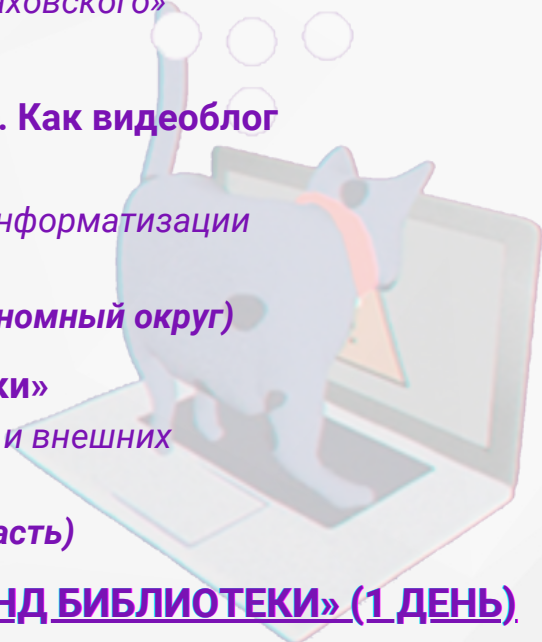 ховского»
. Как видеоблог
нформатизации
номный округ)
ки»
и внешних
асть)
НД БИБЛИОТЕКИ» (1 ДЕНЬ)